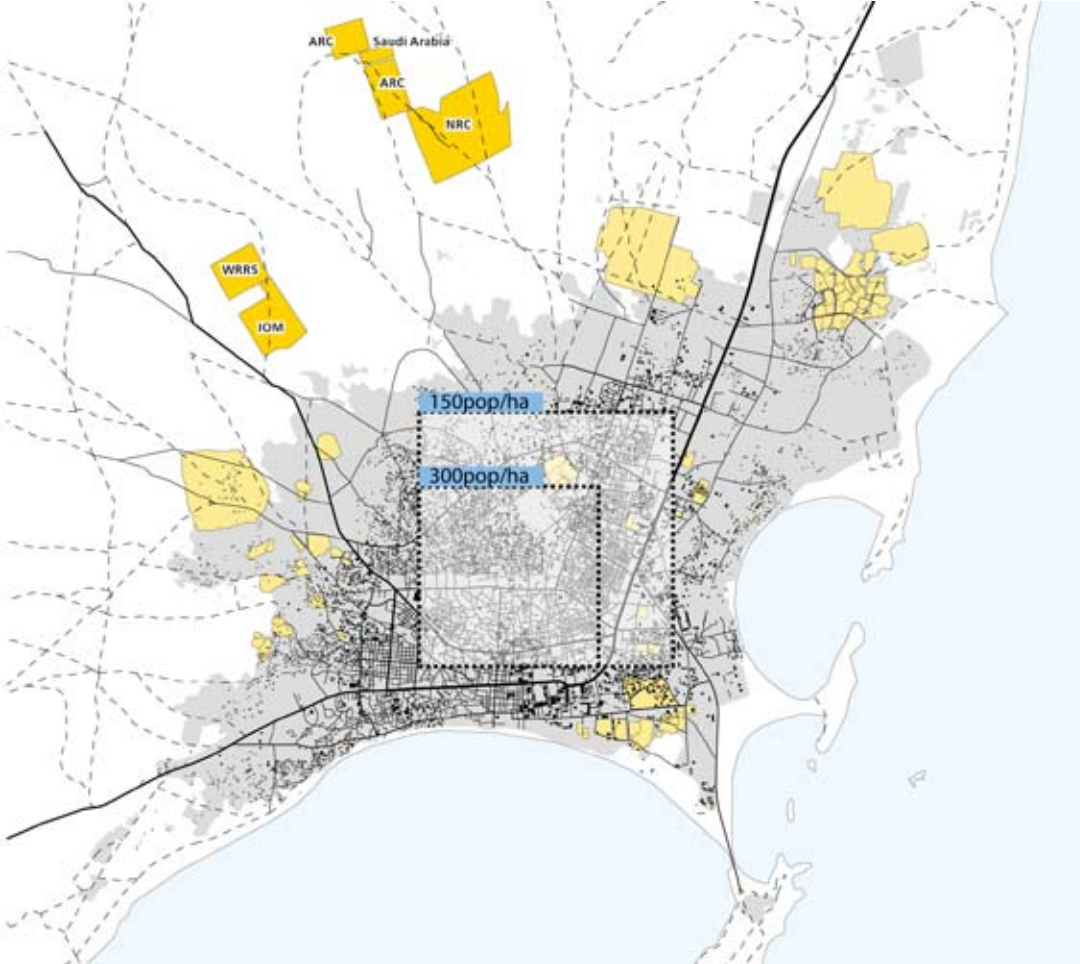 ARC Saudi Arabia
ARC
NRC
WRRS
IOM
150pop/ha
300pop/ha